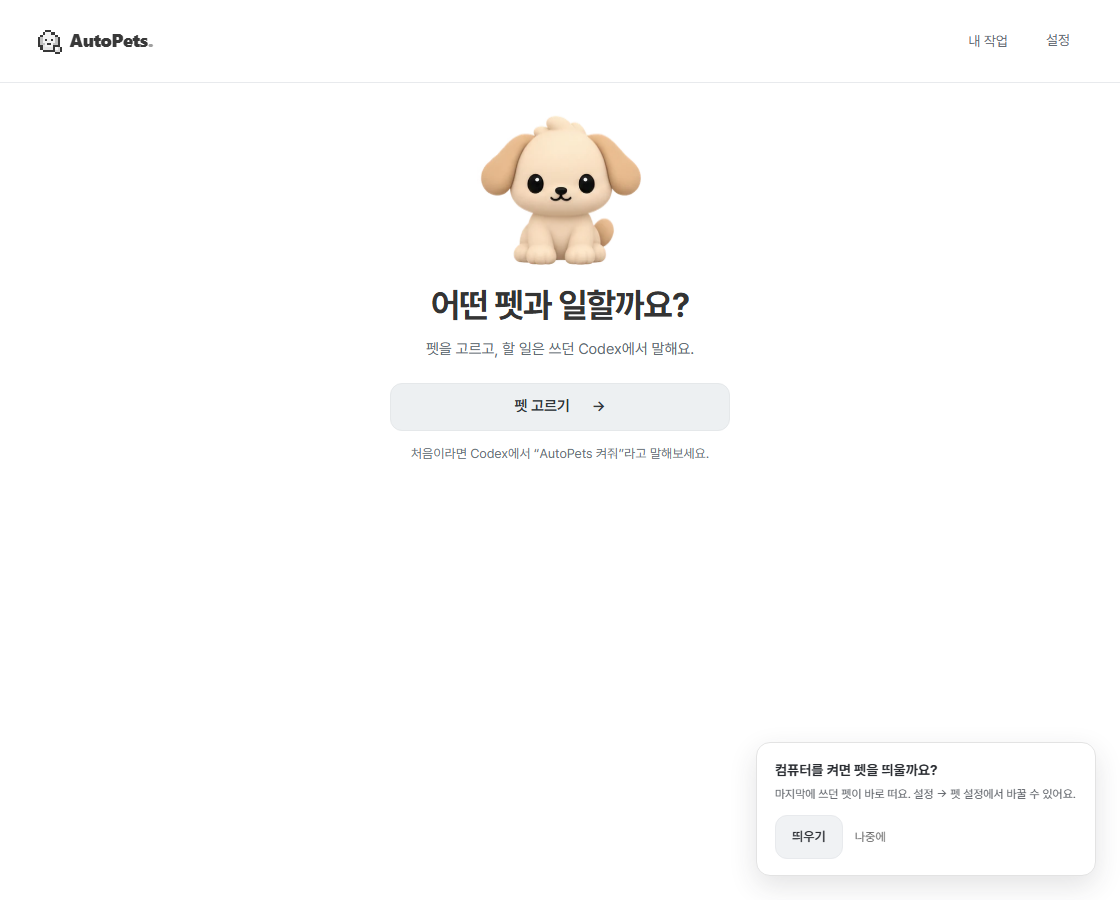 AutoPets.
내 작업
설정
어떤 펫과 일할까요?
펫을 고르고, 할 일은 쓰던 Codex에서 말해요.
펫 고르기 →
처음이라면 Codex에서 “AutoPets 켜줘”라고 말해보세요.
컴퓨터를 켜면 펫을 띄울까요?
마지막에 쓰던 펫이 바로 떠요. 설정 → 펫 설정에서 바꿀 수 있어요.
띄우기
나중에